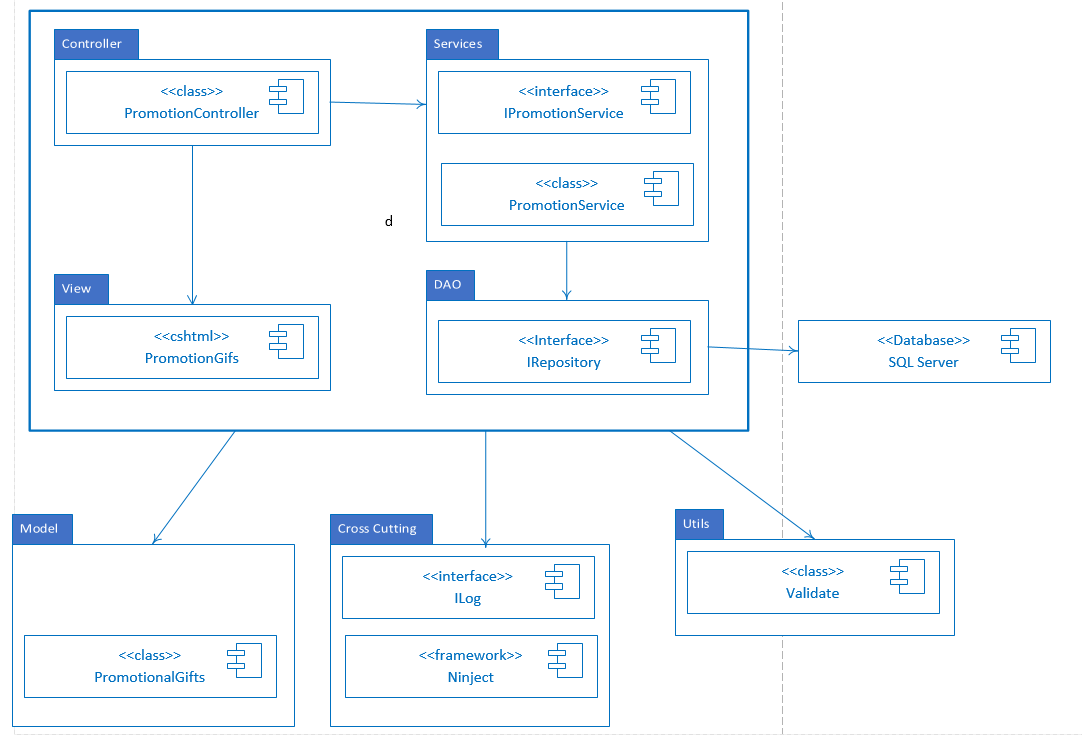 Controller
<<class>>
PromotionController
Services
<<interface>>
IPromotionService
<<class>>
PromotionService
d
View
<<cshtml>>
PromotionGifs
DAO
<<Interface>>
IRepository
<<Database>>
SQL Server
Model
<<class>>
PromotionalGifts
Cross Cutting
<<interface>>
ILog
<<framework>>
Ninject
Utils
<<class>>
Validate